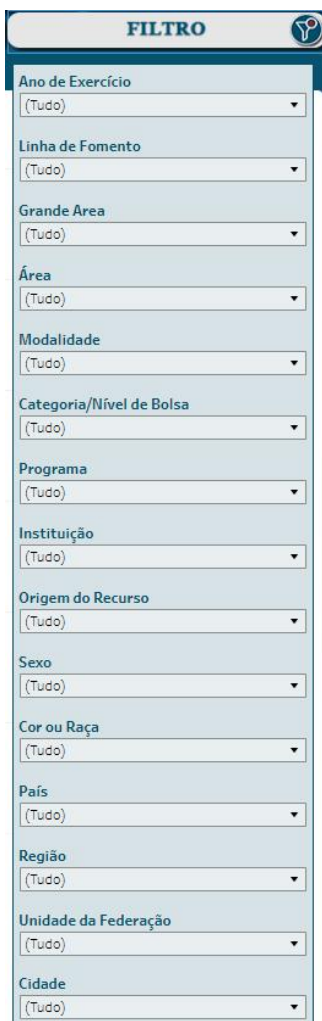 FILTRO
Ano de Exercício
(Tudo)
Linha de Fomento
(Tudo)
Grande Area
(Tudo)
Área
(Tudo)
Modalidade
(Tudo)
Categoria/Nível de Bolsa
(Tudo)
Programa
(Tudo)
Instituição
(Tudo)
Origem do Recurso
(Tudo)
Sexo
(Tudo)
Cor ou Raça
(Tudo)
País
(Tudo)
Região
(Tudo)
Unidade da Federação
(Tudo)
Cidade
(Tudo)